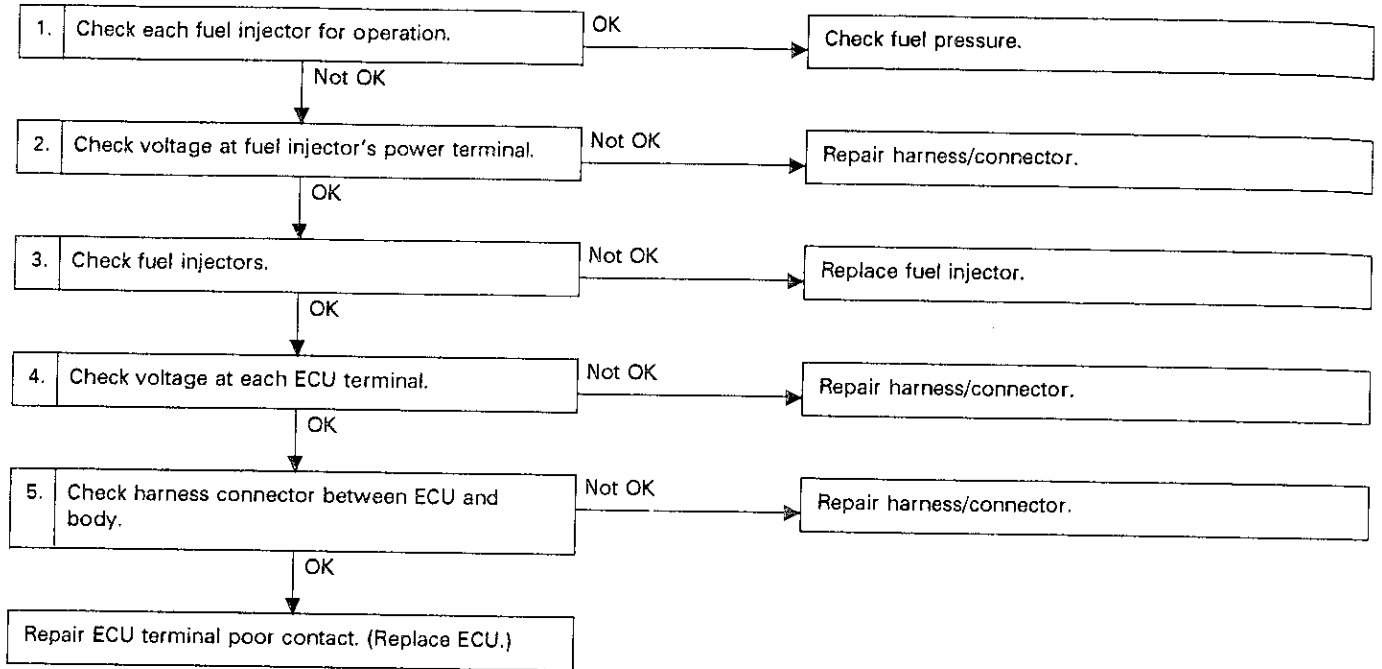 1. Check each fuel injector for operation.
OK
Check fuel pressure.
Not OK
2. Check voltage at fuel injector's power terminal.
Not OK
Repair harness/connector.
OK
3. Check fuel injectors.
Not OK
Replace fuel injector.
OK
4. Check voltage at each ECU terminal.
Not OK
Repair harness/connector.
OK
5. Check harness connector between ECU and
body.
Not OK
Repair harness/connector.
OK
Repair ECU terminal poor contact. (Replace ECU.)